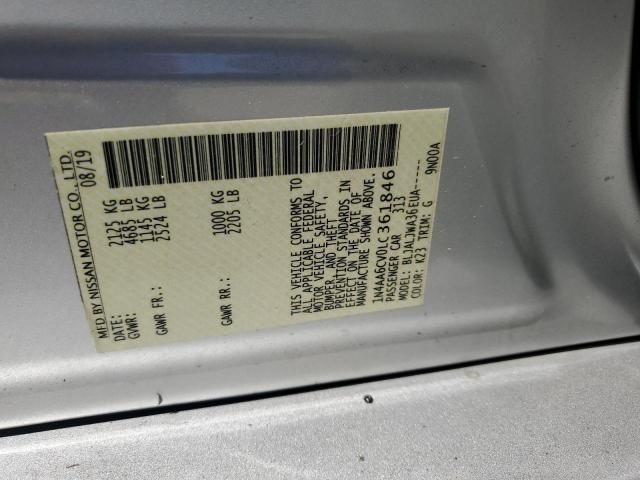 MFD BY NISSAN MOTOR CO., LTD.
DATE: 08/19
GVWR: 2125 KG
4685 LB
GAWR FR: 1145 KG
2524 LB
GAWR RR: 1000 KG
2205 LB
THIS VEHICLE CONFORMS TO
ALL APPLICABLE FEDERAL
MOTOR VEHICLE SAFETY,
BUMPER, AND THEFT
PREVENTION STANDARDS IN
EFFECT ON THE DATE OF
MANUFACTURE SHOWN ABOVE.
1N4AA6CV0LC361846
PASSENGER CAR 313
MODEL: BLJALJWA36EUA------
COLOR: K23 TRIM: G 9N00A